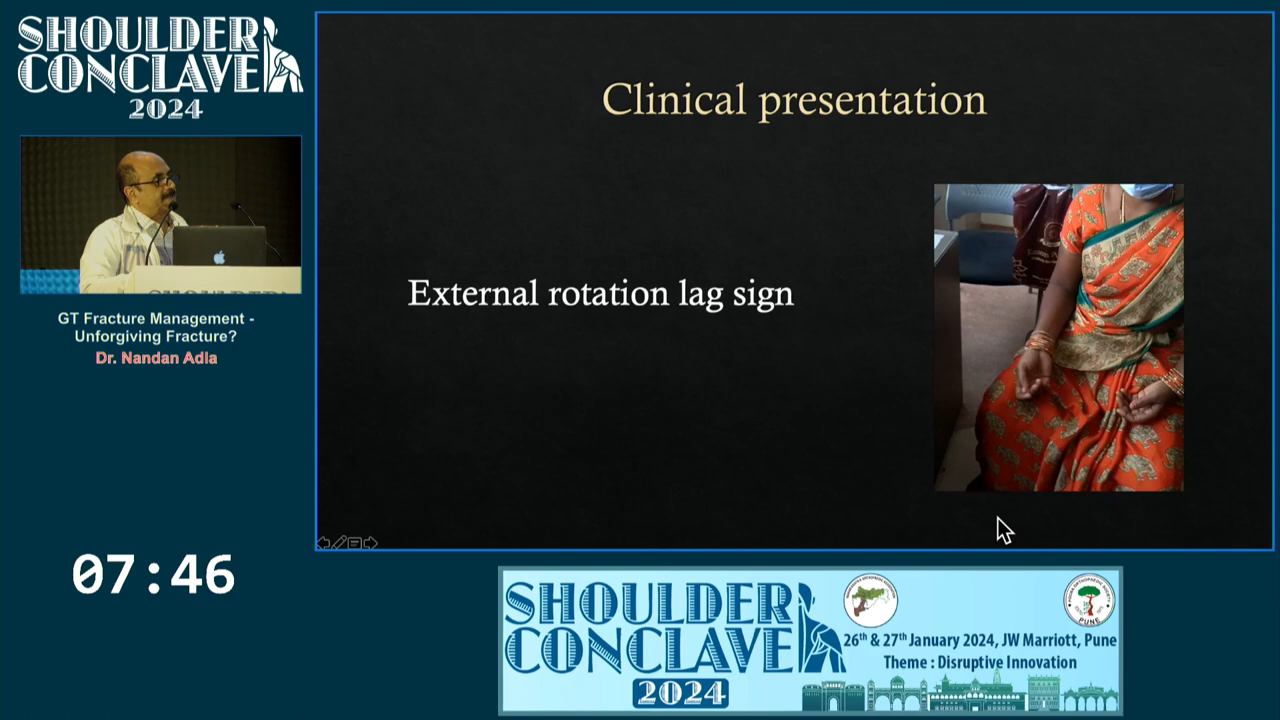 SHOULDER
CONCLAVE
2024
GT Fracture Management -
Unforgiving Fracture?
Dr. Nandan Adla
07:46
Clinical presentation
External rotation lag sign
SHOULDER
CONCLAVE
2024
26th & 27th January 2024, JW Marriott, Pune
Theme : Disruptive Innovation
PUNE